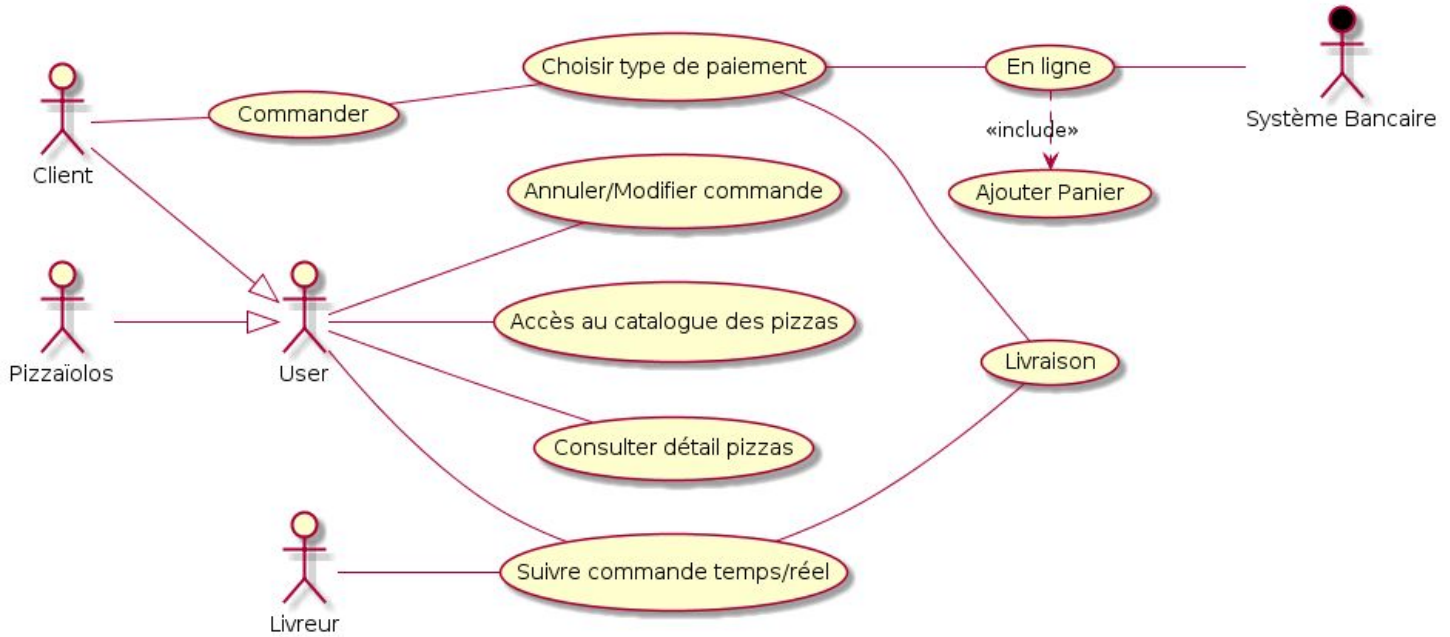 Choisir type de paiement
En ligne
Système Bancaire
Commander
«include»
Client
Annuler/Modifier commande
Ajouter Panier
Accès au catalogue des pizzas
Pizzaïolos
User
Livraison
Consulter détail pizzas
Suivre commande temps/réel
Livreur